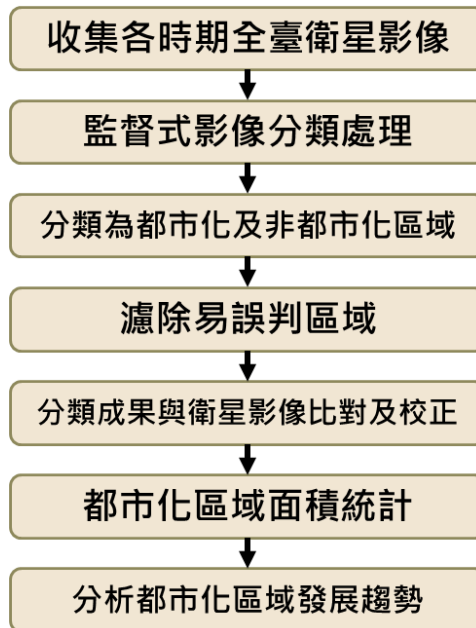 收集各時期全臺衛星影像
監督式影像分類處理
分類為都市化及非都市化區域
濾除易誤判區域
分類成果與衛星影像比對及校正
都市化區域面積統計
分析都市化區域發展趨勢